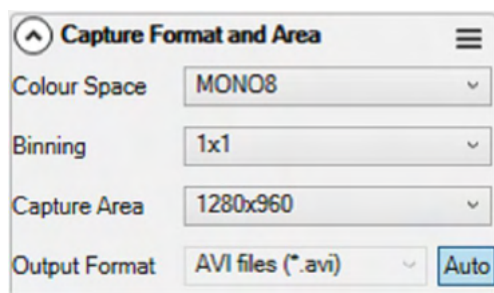 Capture Format and Area
Colour Space MONO8
Binning 1x1
Capture Area 1280x960
Output Format AVI files (*.avi) Auto